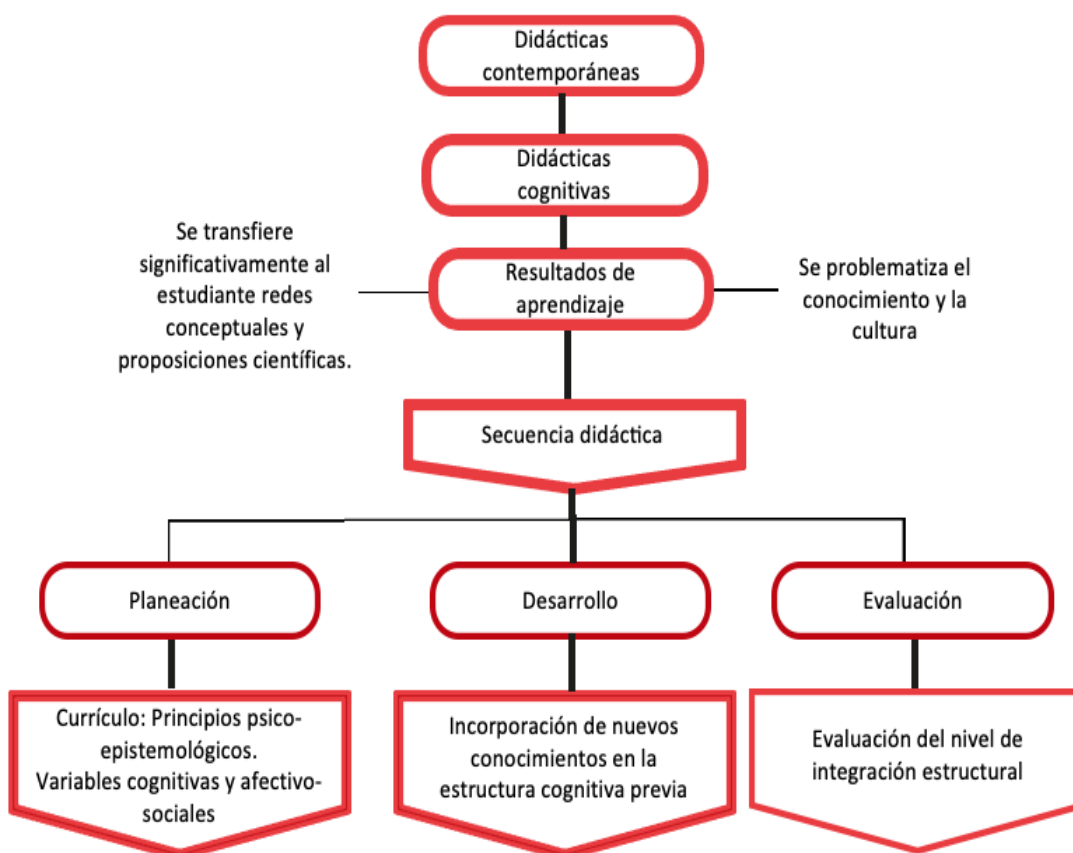 Didácticas
contemporáneas
Didácticas
cognitivas
Se transfiere
significativamente al
estudiante redes
conceptuales y
proposiciones científicas.
Resultados de
aprendizaje
Se problematiza el
conocimiento y la
cultura
Secuencia didáctica
Planeación
Desarrollo
Evaluación
Currículo: Principios psico-
epistemológicos.
Variables cognitivas y afectivo-
sociales
Incorporación de nuevos
conocimientos en la
estructura cognitiva previa
Evaluación del nivel de
integración estructural